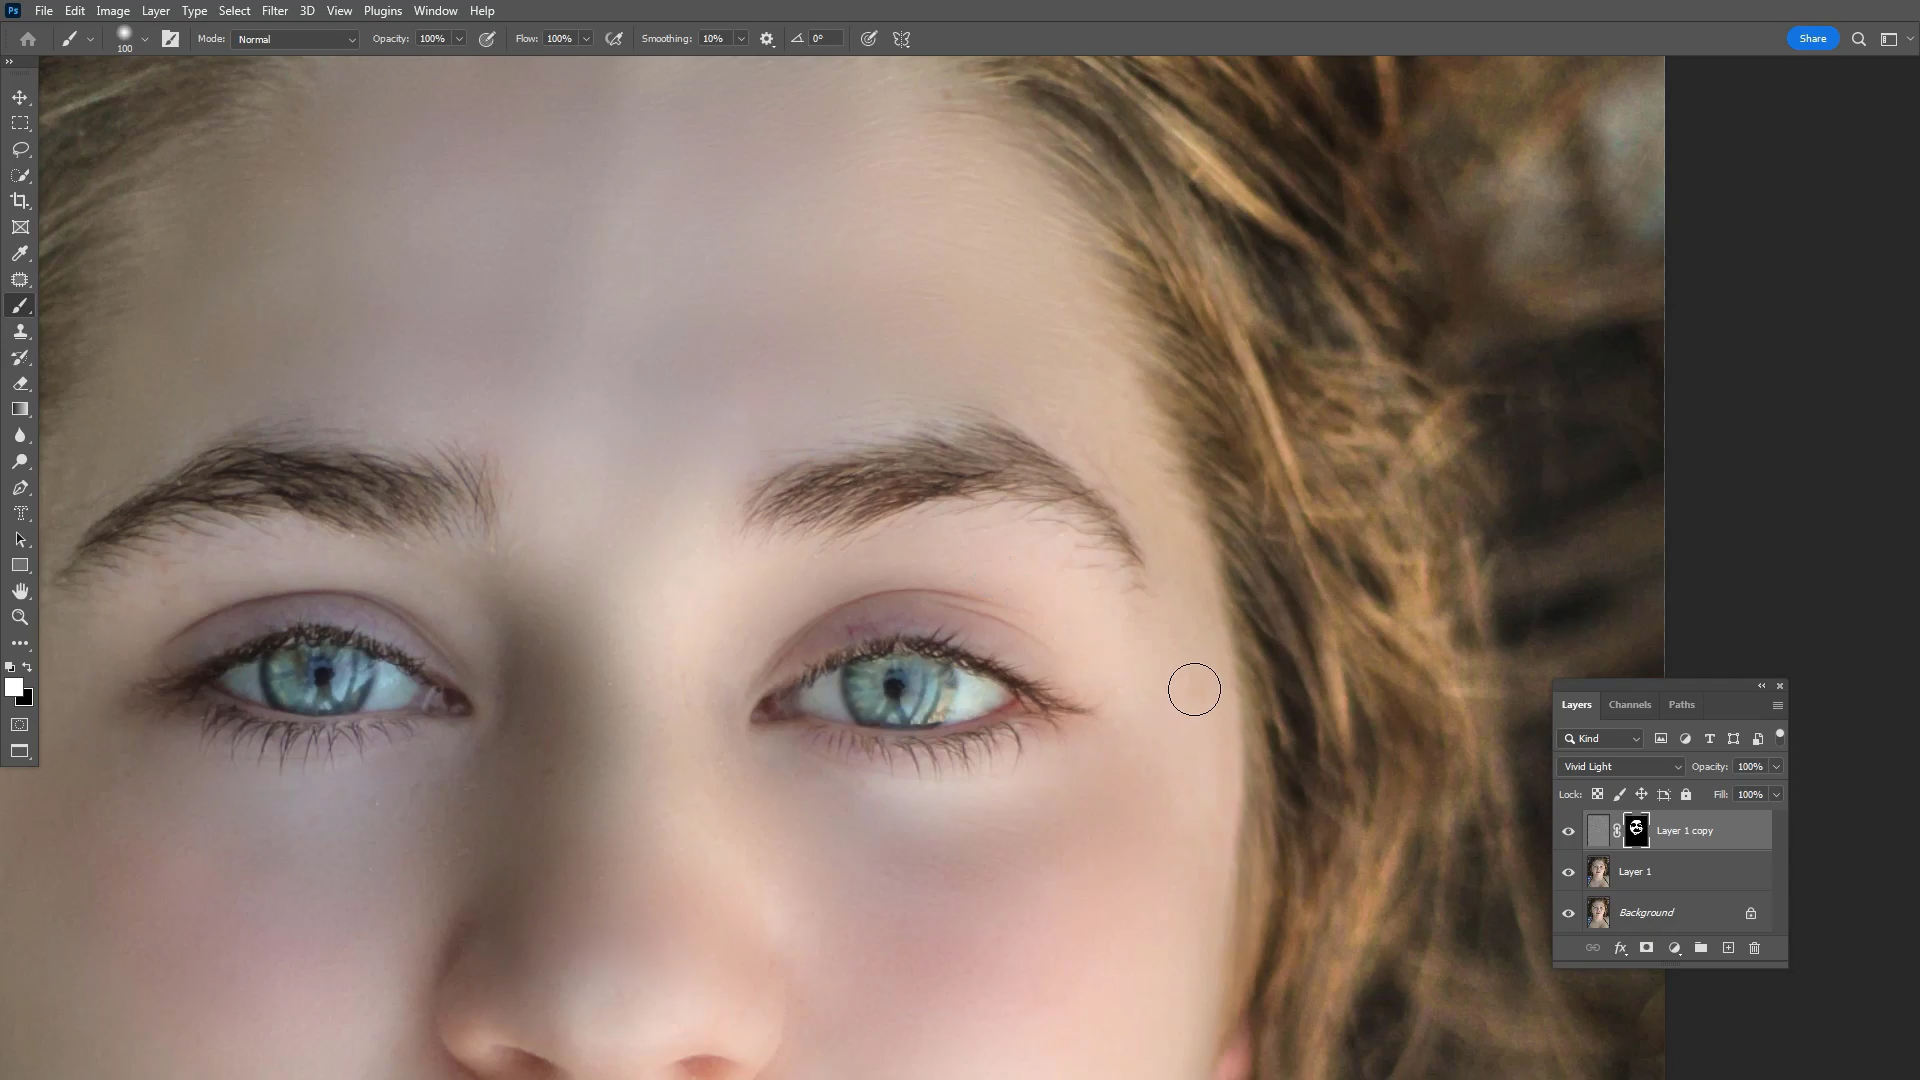 Ps File Edit Image Layer Type Select Filter 3D View Plugins Window Help
100 Mode: Normal Opacity: 100% Flow: 100% Smoothing: 10% 0° Share
Layers Channels Paths
Kind
Vivid Light Opacity: 100%
Lock: Fill: 100%
Layer 1 copy
Layer 1
Background
fx